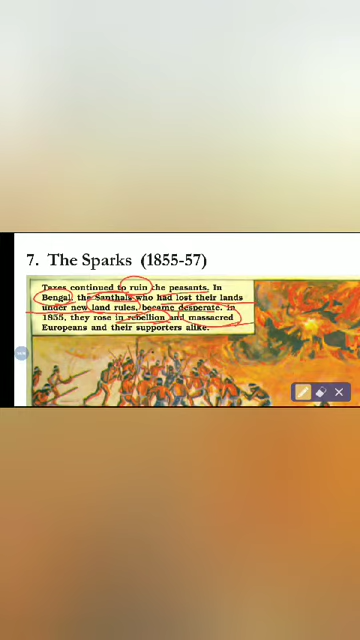 7. The Sparks (1855-57)
Taxes continued to ruin the peasants. In
Bengal, the Santhals who had lost their lands
under new land rules, became desperate. In
1855, they rose in rebellion and massacred
Europeans and their supporters alike.